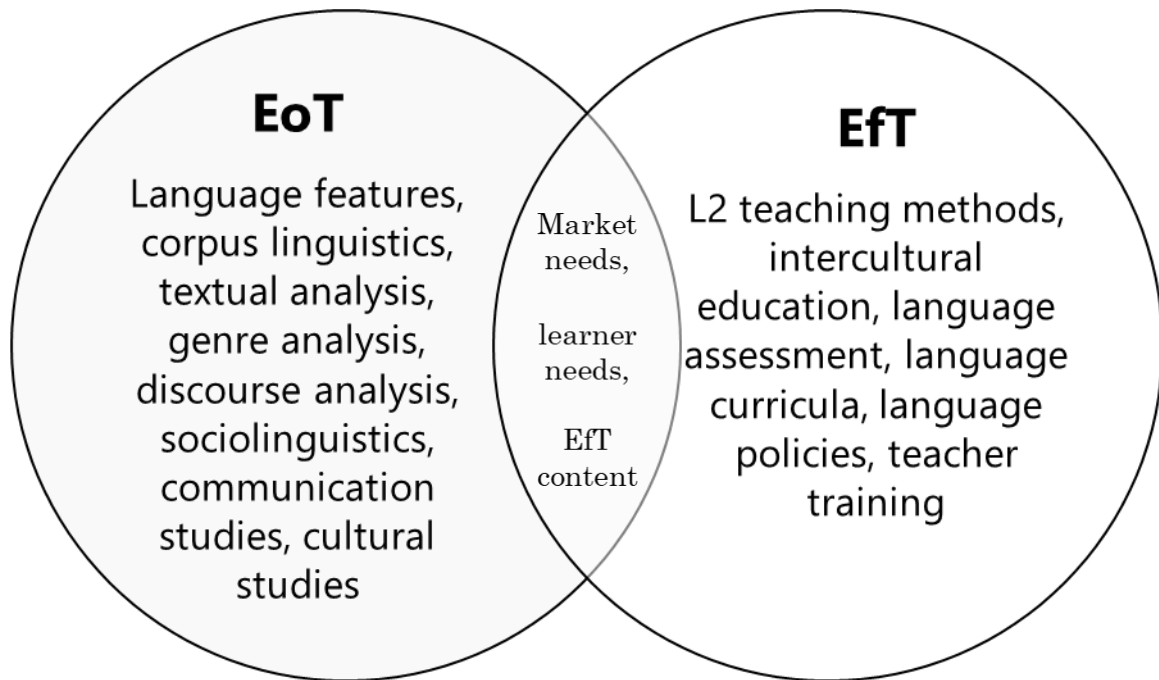 EoT
Language features,
corpus linguistics,
textual analysis,
genre analysis,
discourse analysis,
sociolinguistics,
communication
studies, cultural
studies
Market
needs,
learner
needs,
EfT
content
EfT
L2 teaching methods,
intercultural
education, language
assessment, language
curricula, language
policies, teacher
training